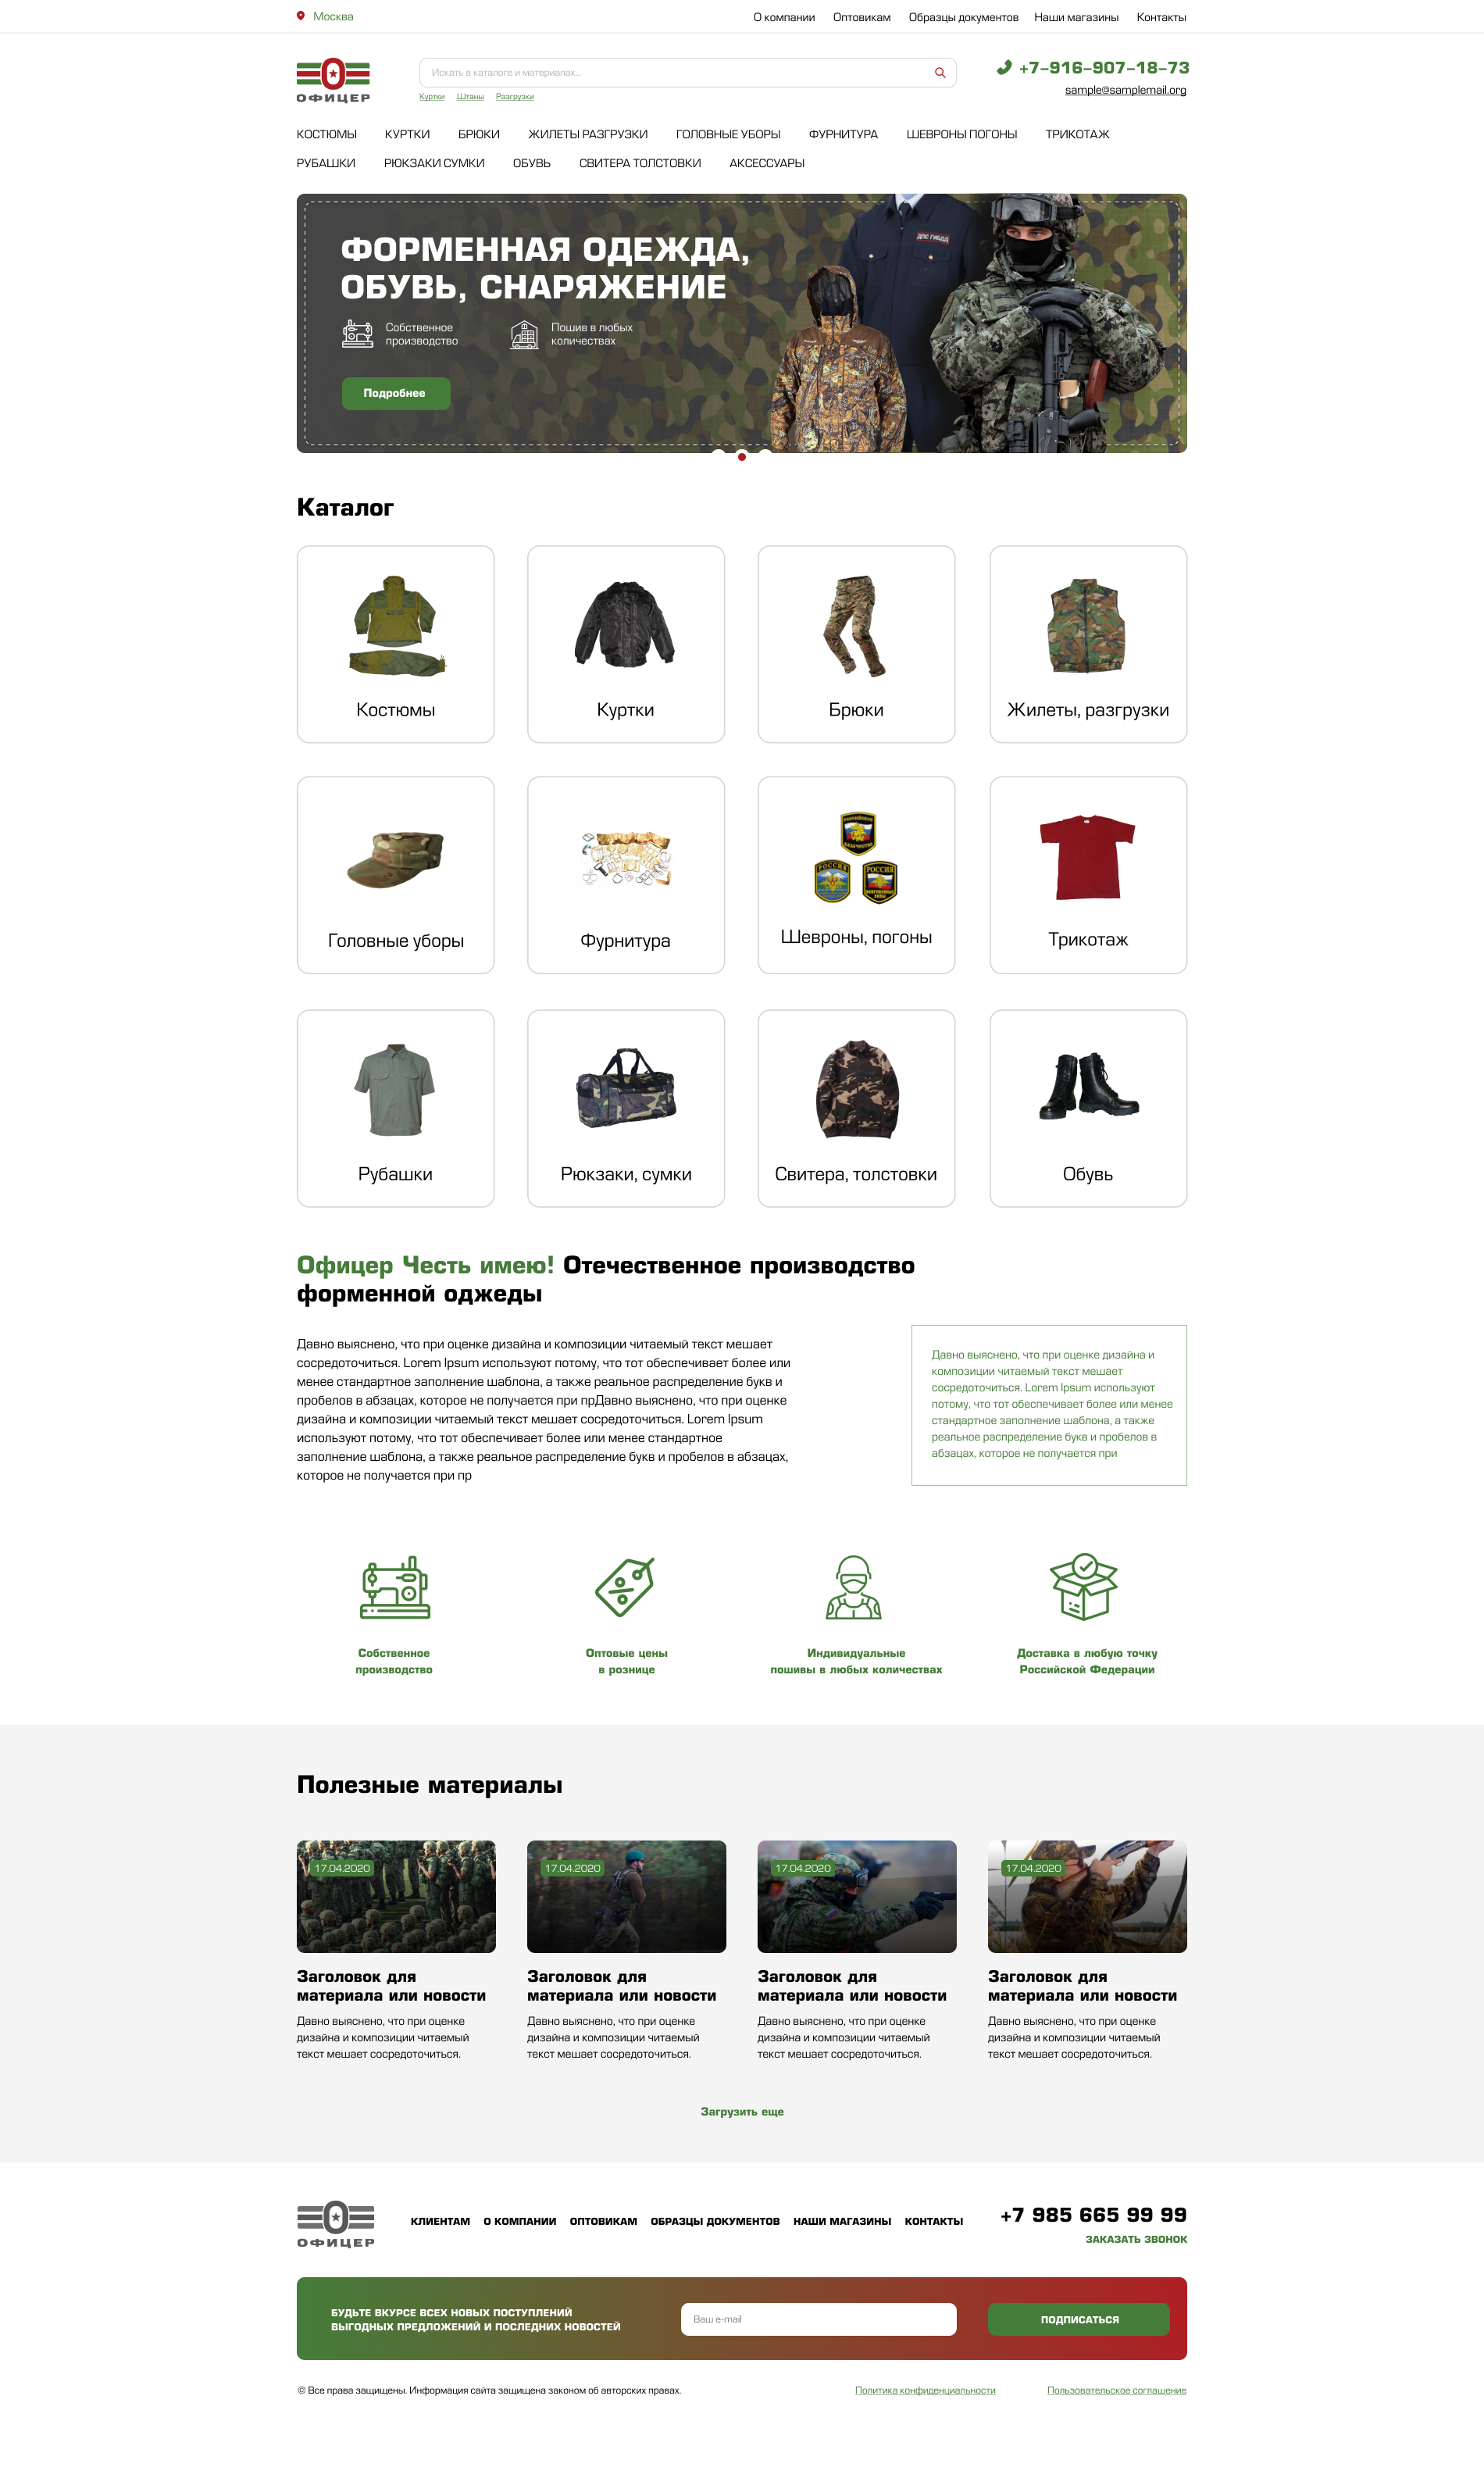 Москва
О компании Оптовикам Образцы документов Наши магазины Контакты
ОФИЦЕР
Искать в каталоге и материалах...
+7-916-907-18-73
Куртки Штаны Разгрузки
sample@samplemail.org
КОСТЮМЫ КУРТКИ БРЮКИ ЖИЛЕТЫ РАЗГРУЗКИ ГОЛОВНЫЕ УБОРЫ ФУРНИТУРА ШЕВРОНЫ ПОГОНЫ ТРИКОТАЖ
РУБАШКИ РЮКЗАКИ СУМКИ ОБУВЬ СВИТЕРА ТОЛСТОВКИ АКСЕССУАРЫ
ФОРМЕННАЯ ОДЕЖДА,
ОБУВЬ, СНАРЯЖЕНИЕ
ДПС ГИБДД
Собственное
производство
Пошив в любых
количествах
Подробнее
Каталог
Костюмы
Куртки
Брюки
Жилеты, разгрузки
РОССИЯ
РОССИЯ
Головные уборы
Фурнитура
Шевроны, погоны
Трикотаж
Рубашки
Рюкзаки, сумки
Свитера, толстовки
Обувь
Офицер Честь имею! Отечественное производство
форменной оджеды
Давно выяснено, что при оценке дизайна и композиции читаемый текст мешает
сосредоточиться. Lorem Ipsum используют потому, что тот обеспечивает более или
менее стандартное заполнение шаблона, а также реальное распределение букв и
пробелов в абзацах, которое не получается при прДавно выяснено, что при оценке
дизайна и композиции читаемый текст мешает сосредоточиться. Lorem Ipsum
используют потому, что тот обеспечивает более или менее стандартное
заполнение шаблона, а также реальное распределение букв и пробелов в абзацах,
которое не получается при пр
Давно выяснено, что при оценке дизайна и
композиции читаемый текст мешает
сосредоточиться. Lorem Ipsum используют
потому, что тот обеспечивает более или менее
стандартное заполнение шаблона, а также
реальное распределение букв и пробелов в
абзацах, которое не получается при
Собственное
производство
Оптовые цены
в рознице
Индивидуальные
пошивы в любых количествах
Доставка в любую точку
Российской Федерации
Полезные материалы
17.04.2020
17.04.2020
17.04.2020
17.04.2020
Заголовок для
материала или новости
Давно выяснено, что при оценке
дизайна и композиции читаемый
текст мешает сосредоточиться.
Заголовок для
материала или новости
Давно выяснено, что при оценке
дизайна и композиции читаемый
текст мешает сосредоточиться.
Заголовок для
материала или новости
Давно выяснено, что при оценке
дизайна и композиции читаемый
текст мешает сосредоточиться.
Заголовок для
материала или новости
Давно выяснено, что при оценке
дизайна и композиции читаемый
текст мешает сосредоточиться.
Загрузить еще
ОФИЦЕР
КЛИЕНТАМ О КОМПАНИИ ОПТОВИКАМ ОБРАЗЦЫ ДОКУМЕНТОВ НАШИ МАГАЗИНЫ КОНТАКТЫ
+7 985 665 99 99
ЗАКАЗАТЬ ЗВОНОК
БУДЬТЕ ВКУРСЕ ВСЕХ НОВЫХ ПОСТУПЛЕНИЙ
ВЫГОДНЫХ ПРЕДЛОЖЕНИЙ И ПОСЛЕДНИХ НОВОСТЕЙ
Ваш e-mail
ПОДПИСАТЬСЯ
© Все права защищены. Информация сайта защищена законом об авторских правах.
Политика конфиденциальности
Пользовательское соглашение